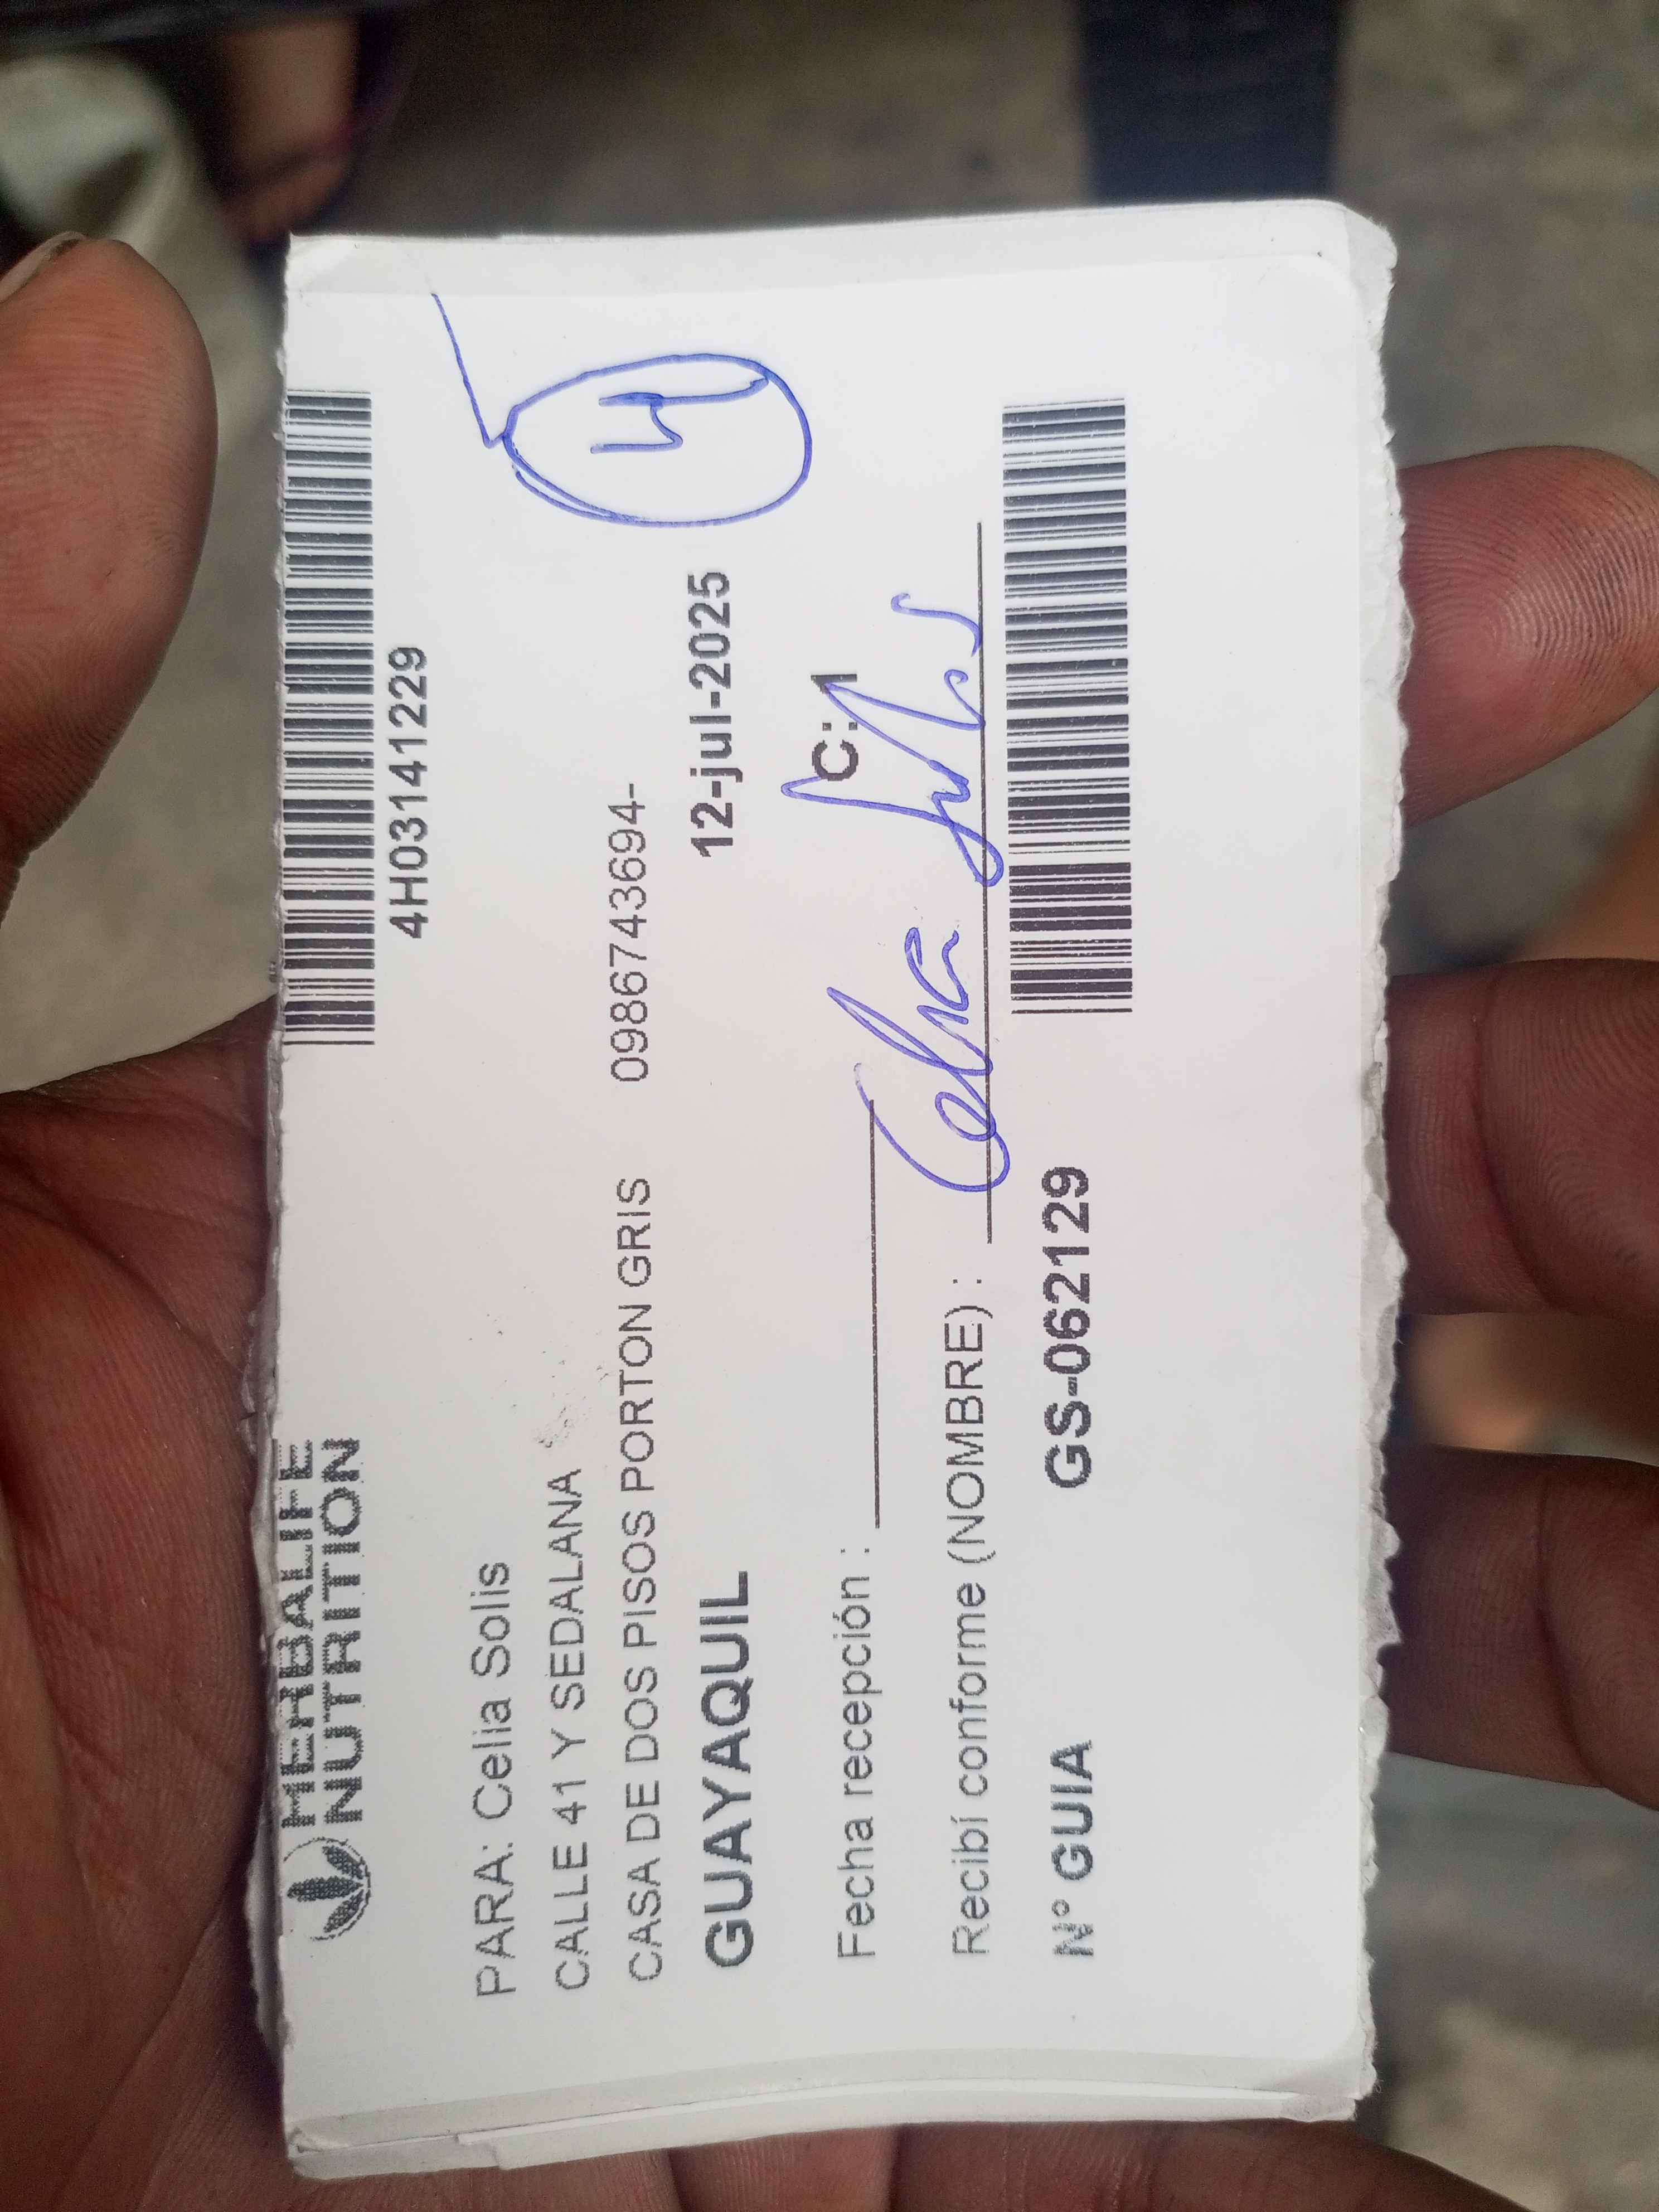 HERBALIFE
NUTRITION
4H03141229
PARA: Celia Solis
CALLE 41 Y SEDALANA
CASA DE DOS PISOS PORTON GRIS 0986743694-
4
GUAYAQUIL 12-jul-2025
Fecha recepción : C:1
Recibí conforme (NOMBRE) : Celia
N° GUIA GS-062129